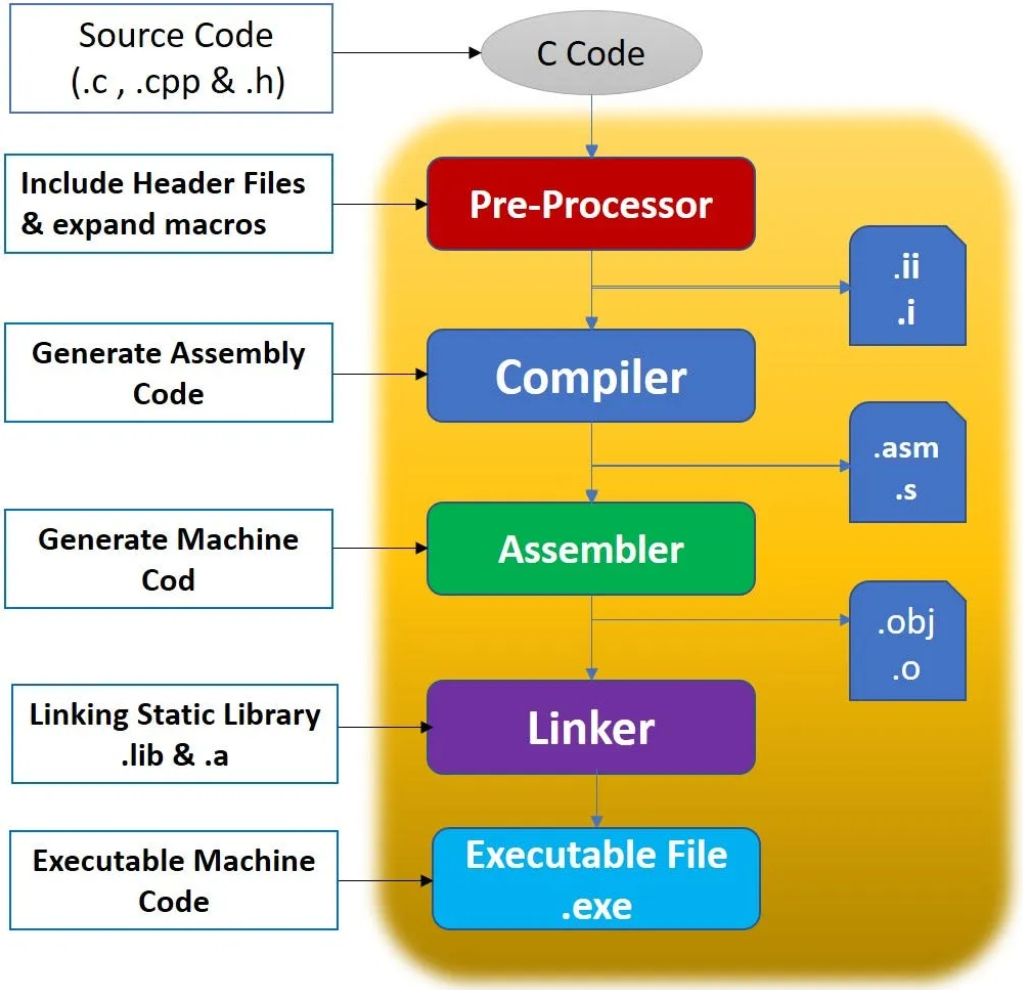 Source Code
(.c , .cpp & .h)
C Code
Include Header Files
& expand macros
Pre-Processor
.ii
.i
Generate Assembly
Code
Compiler
.asm
.s
Generate Machine
Cod
Assembler
.obj
.o
Linking Static Library
.lib & .a
Linker
Executable Machine
Code
Executable File
.exe